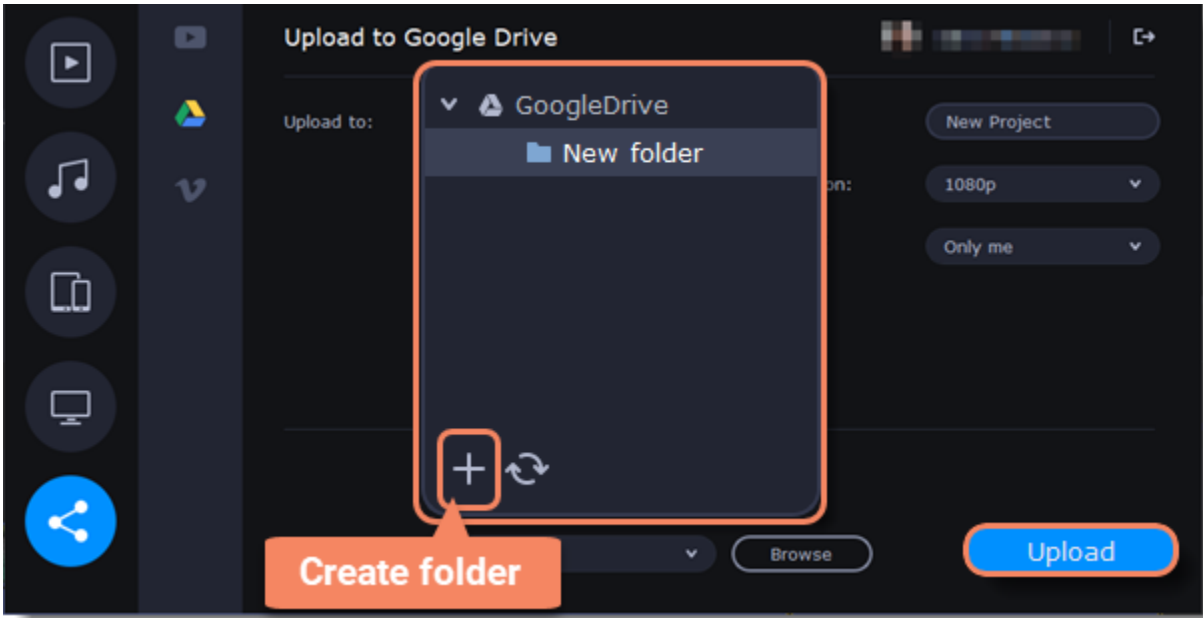 Upload to Google Drive
GoogleDrive
Upload to:
New Project
New folder
on:
1080p
Only me
Create folder
Browse
Upload